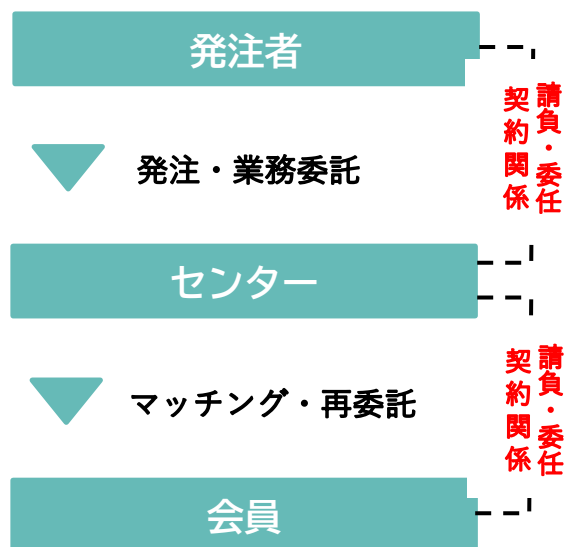 発注者
請負・委任
契約関係
発注・業務委託
センター
マッチング・再委託
請負・委任
契約関係
会員